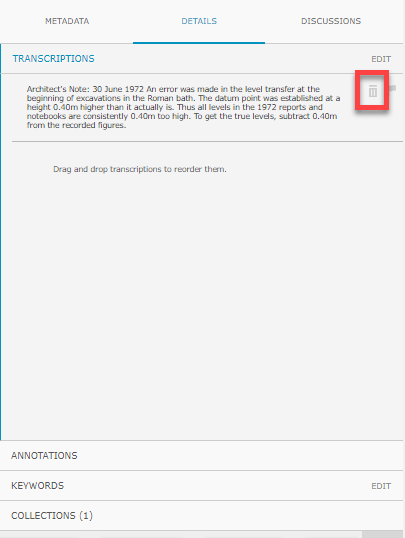 METADATA DETAILS DISCUSSIONS
TRANSCRIPTIONS EDIT
Architect's Note: 30 June 1972 An error was made in the level transfer at the
beginning of excavations in the Roman bath. The datum point was established at a
height 0.40m higher than it actually is. Thus all levels in the 1972 reports and
notebooks are consistently 0.40m too high. To get the true levels, subtract 0.40m
from the recorded figures.
Drag and drop transcriptions to reorder them.
ANNOTATIONS
KEYWORDS EDIT
COLLECTIONS (1)